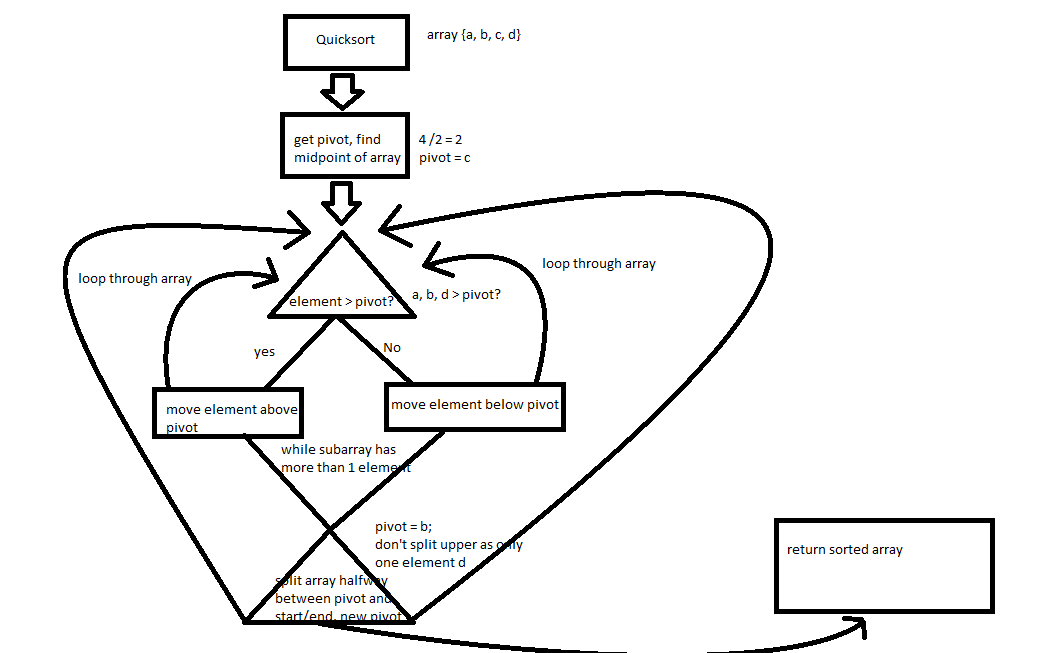 Quicksort
array {a, b, c, d}
get pivot, find
midpoint of array
4 /2 = 2
pivot = c
loop through array
loop through array
element > pivot?
a, b, d > pivot?
yes
No
move element above
pivot
move element below pivot
while subarray has
more than 1 element
pivot = b;
don't split upper as only
one element d
split array halfway
between pivot and
start/end, new pivot
return sorted array